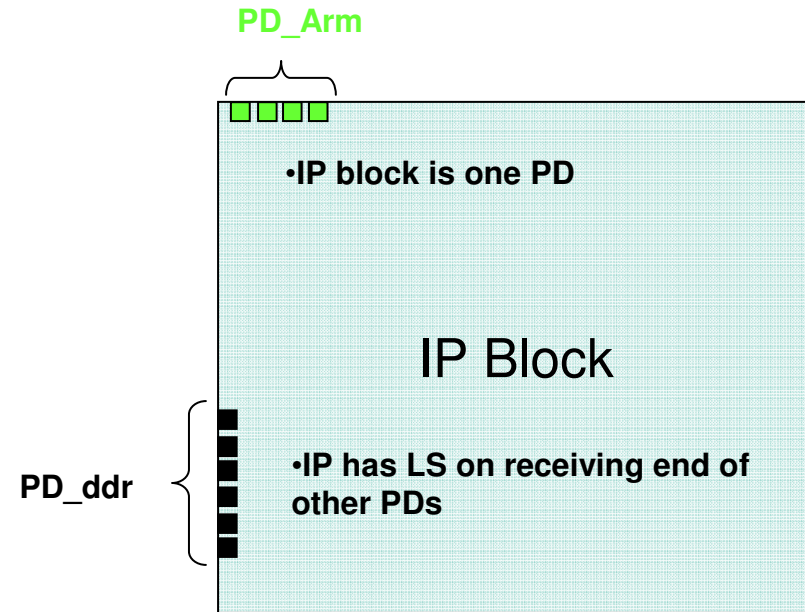 PD_Arm
•IP block is one PD
IP Block
PD_ddr
•IP has LS on receiving end of
other PDs